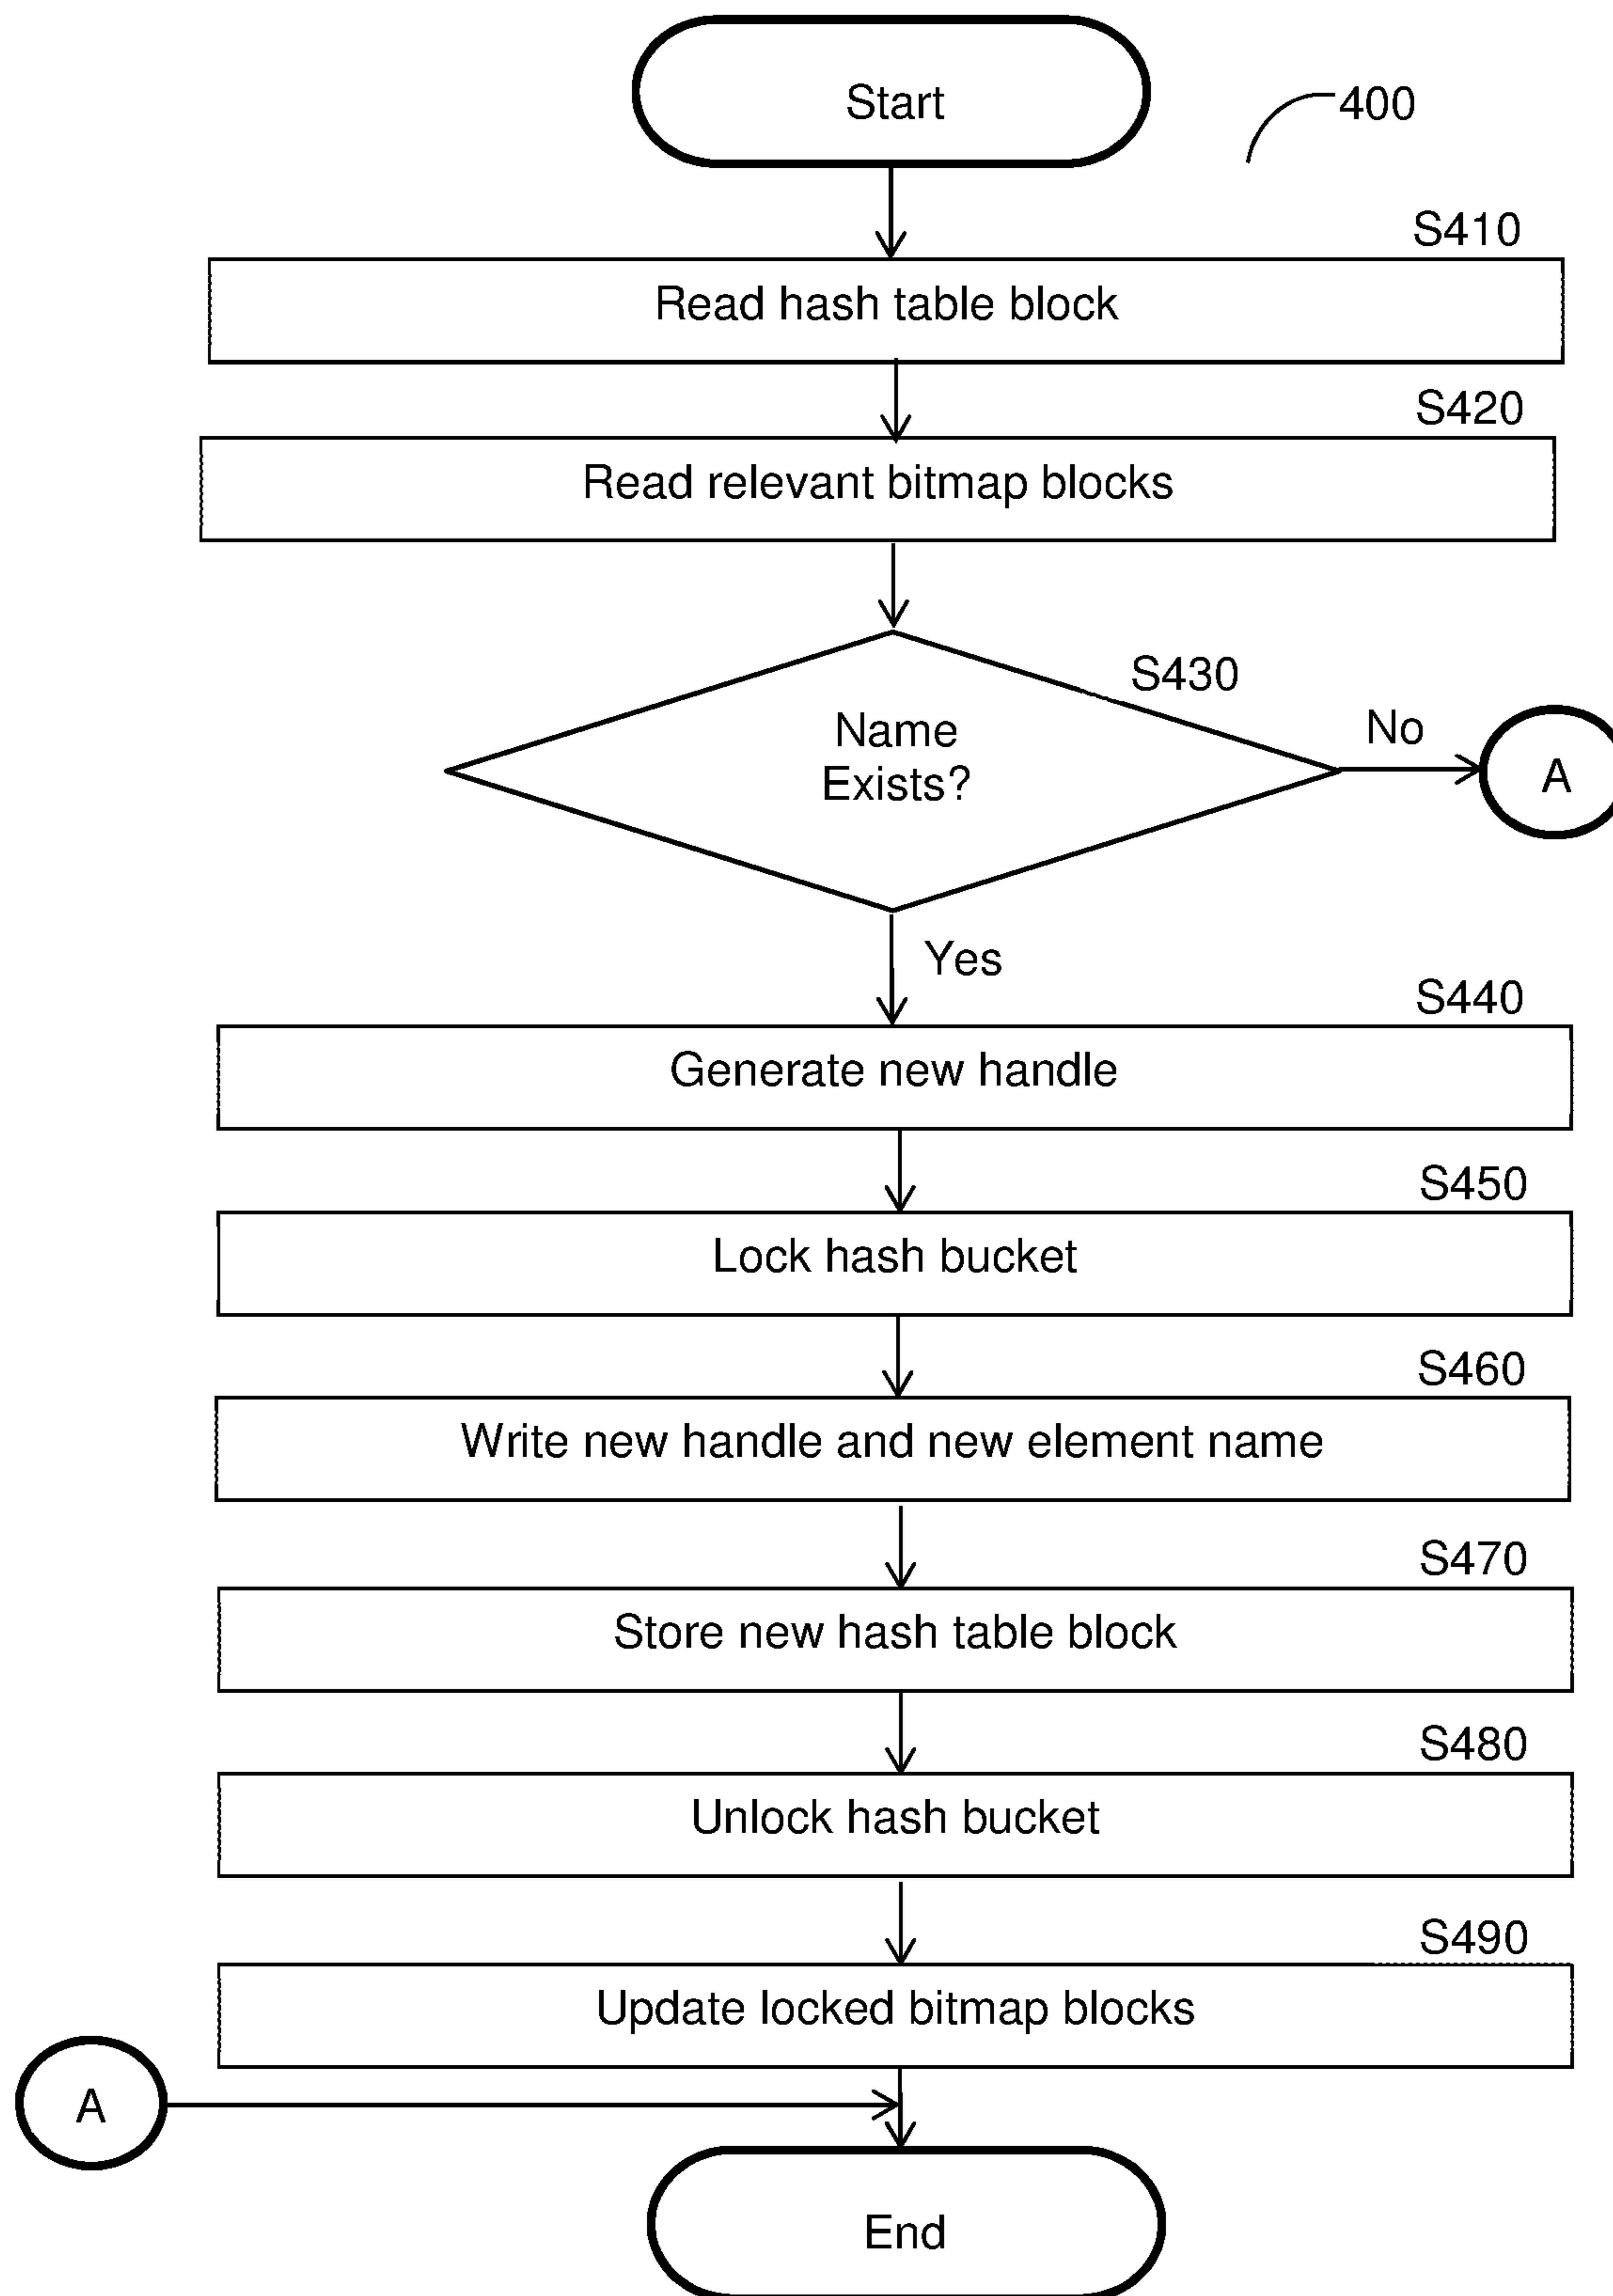 Start
400
S410
Read hash table block
S420
Read relevant bitmap blocks
S430
Name
Exists?
No
A
Yes
S440
Generate new handle
S450
Lock hash bucket
S460
Write new handle and new element name
S470
Store new hash table block
S480
Unlock hash bucket
S490
Update locked bitmap blocks
A
End